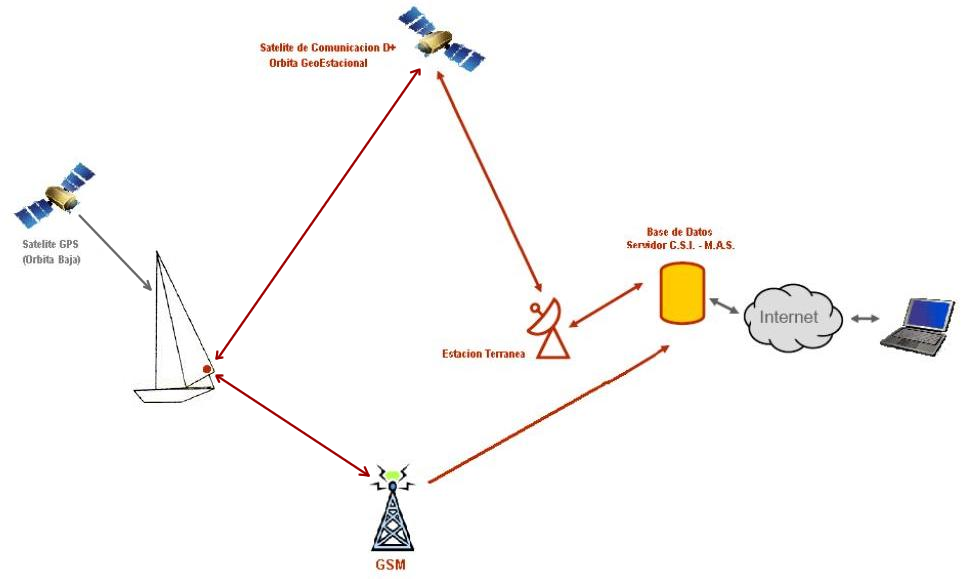 Satelite de Comunicacion D+
Orbita GeoEstacional
Satelite GPS
(Orbita Baja)
Base de Datos
Servidor C.S.I. - M.A.S.
Internet
Estacion Terranea
GSM